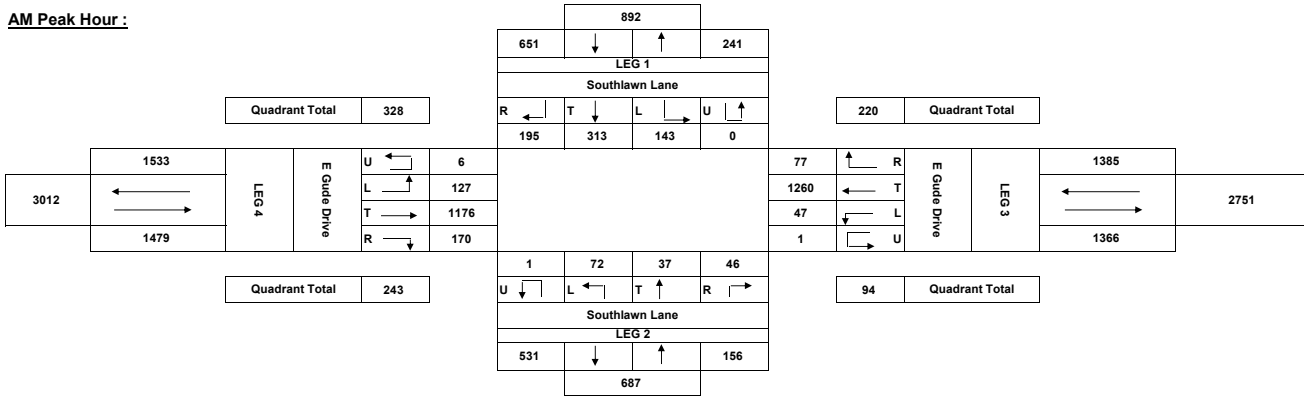 AM Peak Hour :
892
651 241
LEG 1
Southlawn Lane
Quadrant Total 328
R T L U
220 Quadrant Total
195 313 143 0
3012
1533
1479
LEG 4
E Gude Drive
U 6
L 127
T 1176
R 170
77 R
1260 T
47 L
1 U
E Gude Drive
LEG 3
1385
1366
2751
1 72 37 46
Quadrant Total 243
U L T R
94 Quadrant Total
Southlawn Lane
LEG 2
531 156
687